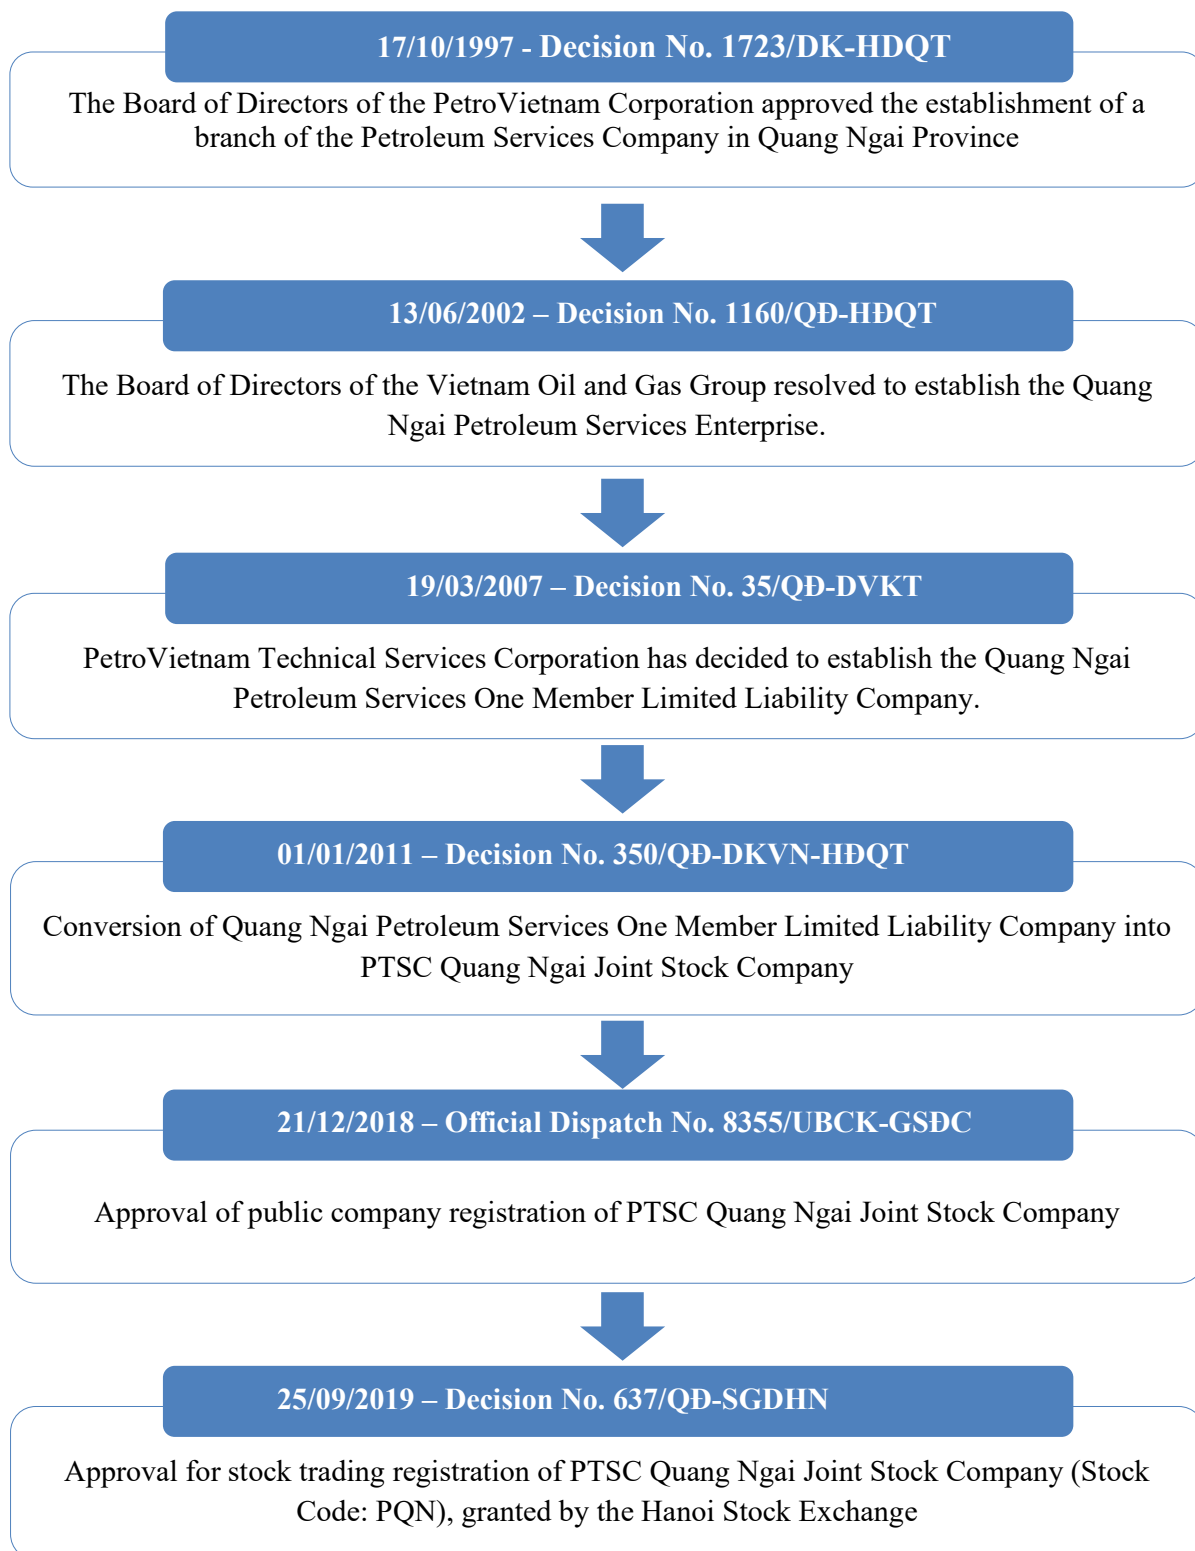 17/10/1997 - Decision No. 1723/DK-HDQT
The Board of Directors of the PetroVietnam Corporation approved the establishment of a
branch of the Petroleum Services Company in Quang Ngai Province
13/06/2002 – Decision No. 1160/QĐ-HĐQT
The Board of Directors of the Vietnam Oil and Gas Group resolved to establish the Quang
Ngai Petroleum Services Enterprise.
19/03/2007 – Decision No. 35/QĐ-DVKT
PetroVietnam Technical Services Corporation has decided to establish the Quang Ngai
Petroleum Services One Member Limited Liability Company.
01/01/2011 – Decision No. 350/QĐ-DKVN-HĐQT
Conversion of Quang Ngai Petroleum Services One Member Limited Liability Company into
PTSC Quang Ngai Joint Stock Company
21/12/2018 – Official Dispatch No. 8355/UBCK-GSĐC
Approval of public company registration of PTSC Quang Ngai Joint Stock Company
25/09/2019 – Decision No. 637/QĐ-SGDHN
Approval for stock trading registration of PTSC Quang Ngai Joint Stock Company (Stock
Code: PQN), granted by the Hanoi Stock Exchange